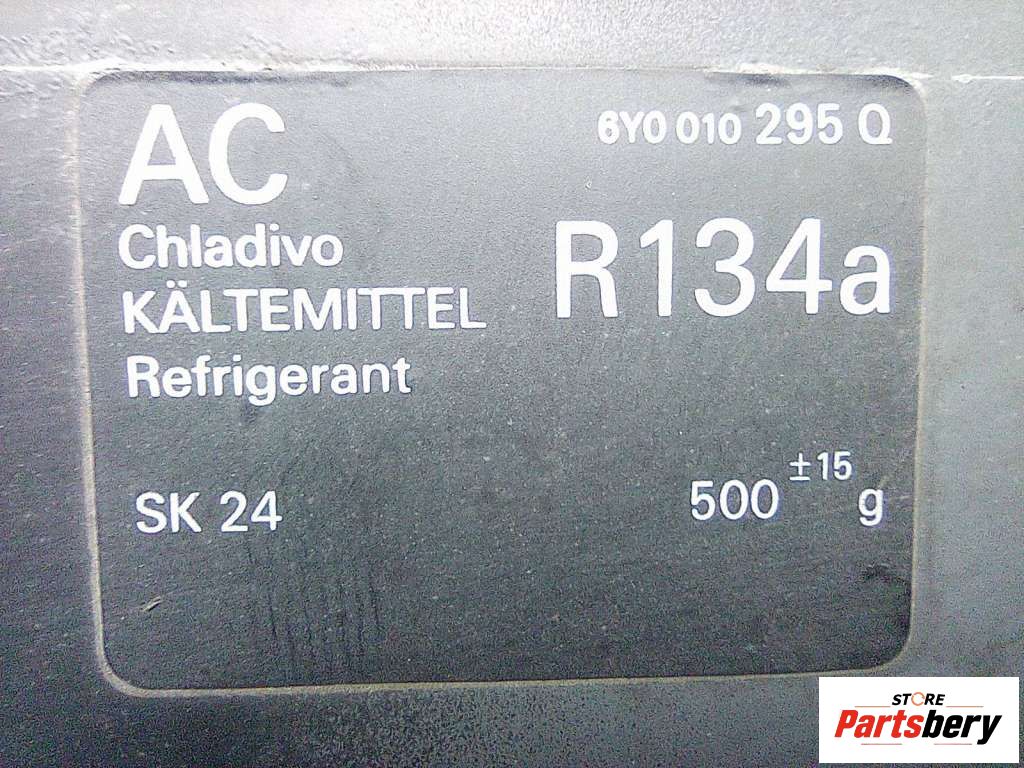 AC
6Y0 010 295 Q
Chladivo
R134a
KÄLTEMITTEL
Refrigerant
SK 24
500 ±15 g
STORE
Partsbery